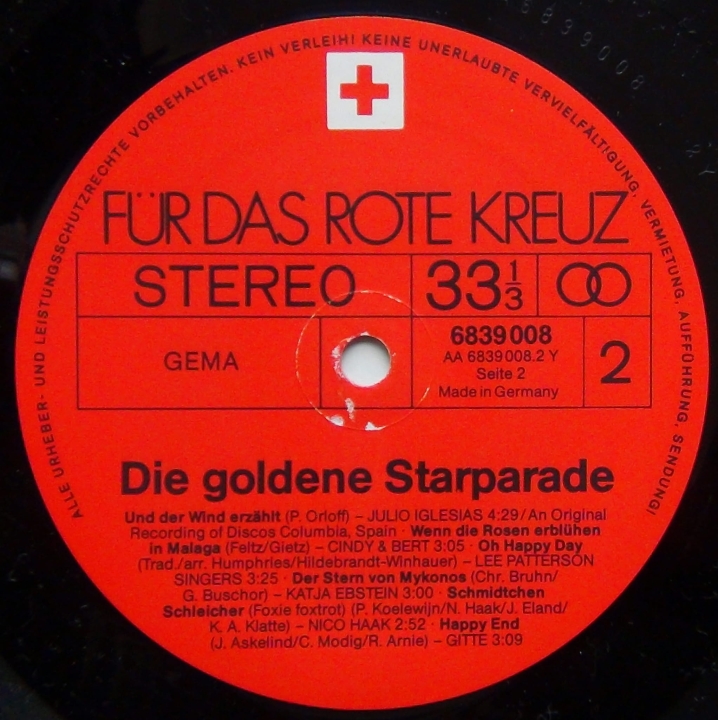 ALLE URHEBER- UND LEISTUNGSSCHUTZRECHTE VORBEHALTEN. KEIN VERLEIH! KEINE UNERLAUBTE VERVIELFÄLTIGUNG, VERMIETUNG, AUFFÜHRUNG, SENDUNG!
6839008
FÜR DAS ROTE KREUZ
STEREO 33 1/3
GEMA
6839 008
AA 6839 008.2 Y
Seite 2
Made in Germany
2
Die goldene Starparade
Und der Wind erzählt (P. Orloff) – JULIO IGLESIAS 4:29/An Original
Recording of Discos Columbia, Spain · Wenn die Rosen erblühen
in Malaga (Feltz/Gietz) – CINDY & BERT 3:05 · Oh Happy Day
(Trad./arr. Humphries/Hildebrandt-Winhauer) – LEE PATTERSON
SINGERS 3:25 · Der Stern von Mykonos (Chr. Bruhn/
G. Buschor) – KATJA EBSTEIN 3:00 · Schmidtchen
Schleicher (Foxie foxtrot) (P. Koelewijn/N. Haak/J. Eland/
K. A. Klatte) – NICO HAAK 2:52 · Happy End
(J. Askelind/C. Modig/R. Arnie) – GITTE 3:09